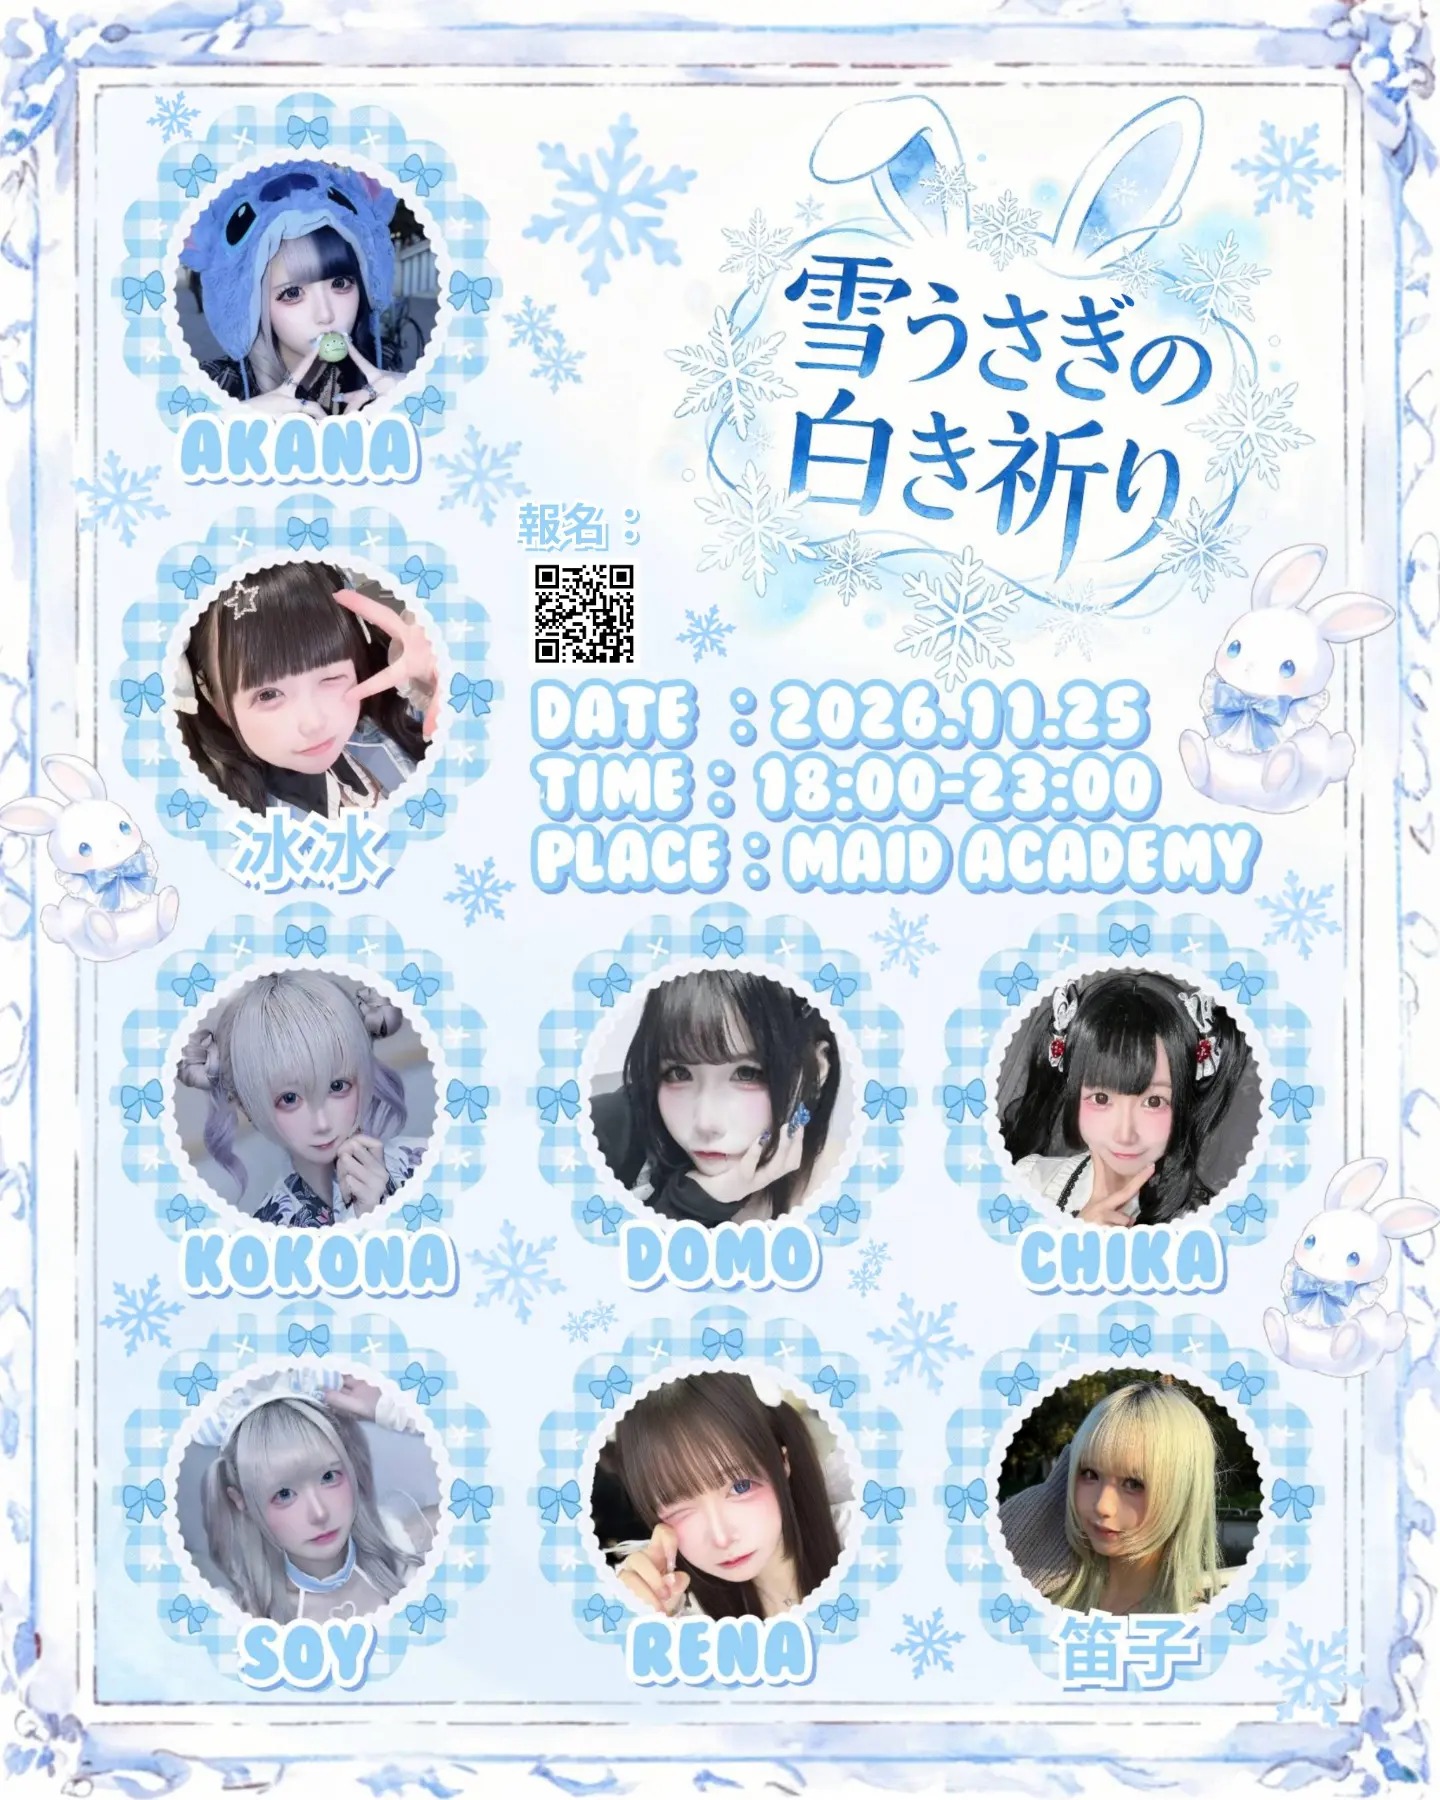 雪うさぎの
白き祈り
AKANA
報名：
冰冰
DATE ：2026.11.25
TIME：18:00-23:00
PLACE：MAID ACADEMY
KOKONA
DOMO
CHIKA
SOY
RENA
笛子